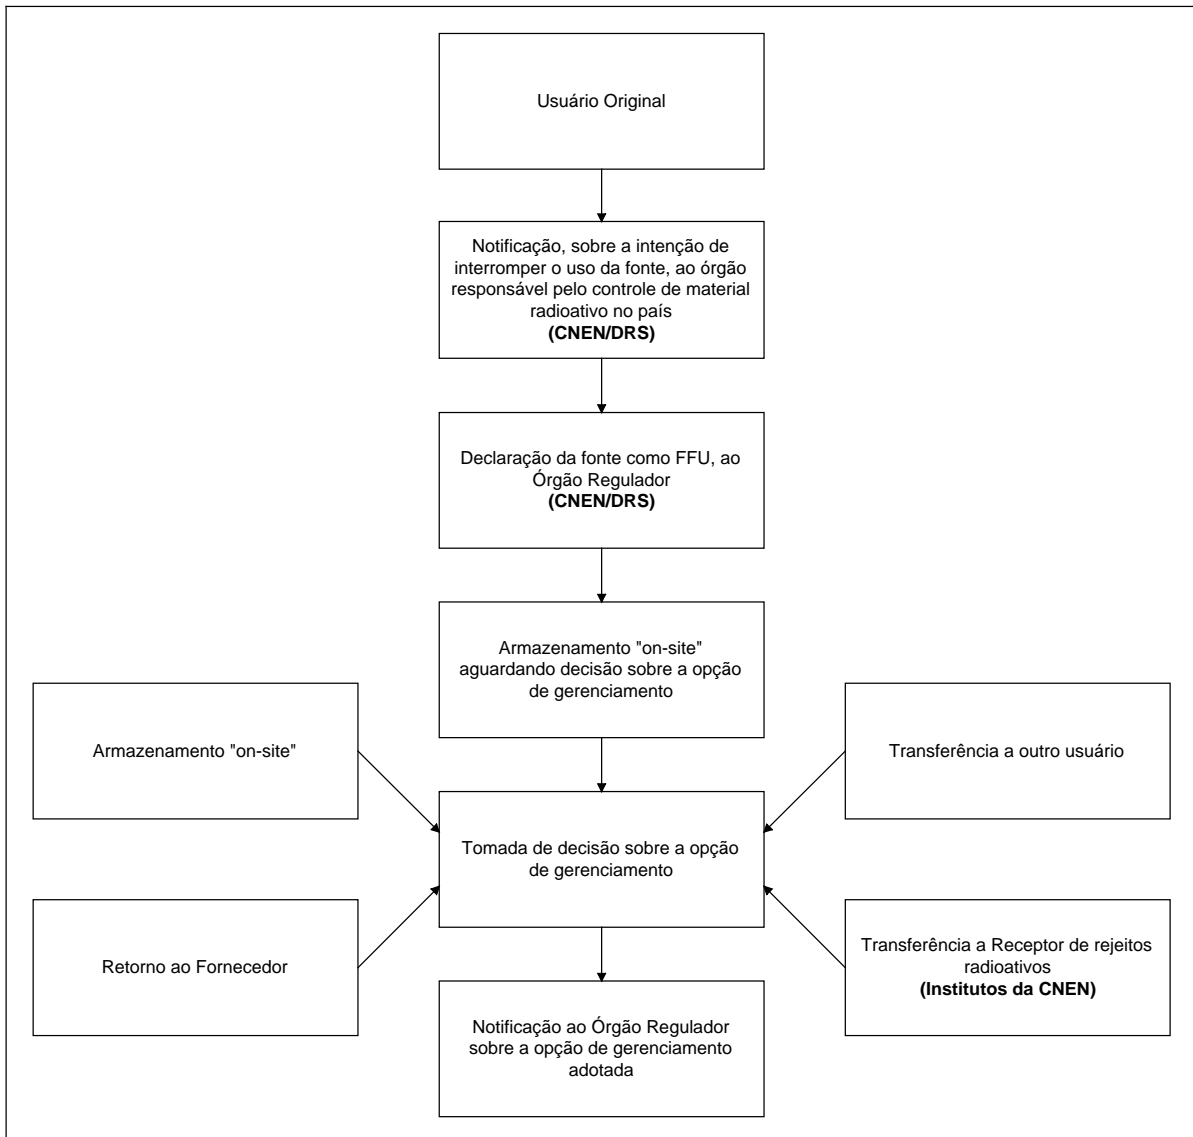 Usuário Original
Notificação, sobre a intenção de
interromper o uso da fonte, ao órgão
responsável pelo controle de material
radioativo no país
(CNEN/DRS)
Declaração da fonte como FFU, ao
Órgão Regulador
(CNEN/DRS)
Armazenamento "on-site"
aguardando decisão sobre a opção
de gerenciamento
Armazenamento "on-site"
Transferência a outro usuário
Tomada de decisão sobre a opção
de gerenciamento
Retorno ao Fornecedor
Transferência a Receptor de rejeitos
radioativos
(Institutos da CNEN)
Notificação ao Órgão Regulador
sobre a opção de gerenciamento
adotada